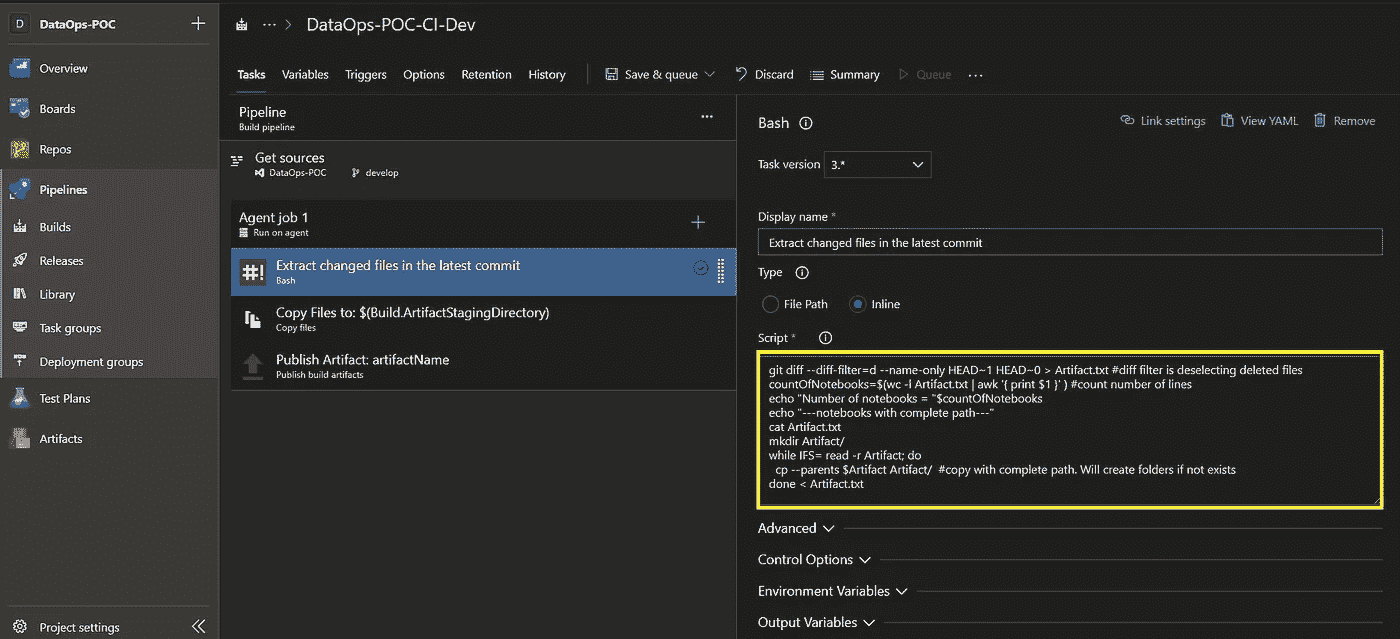 D DataOps-POC +
Overview
Boards
Repos
Pipelines
Builds
Releases
Library
Task groups
Deployment groups
Test Plans
Artifacts
Project settings
... > DataOps-POC-CI-Dev
Tasks Variables Triggers Options Retention History Save & queue Discard Summary Queue ...
Pipeline
Build pipeline
Get sources
DataOps-POC develop
Agent job 1
Run on agent
#! Extract changed files in the latest commit
Bash
Copy Files to: $(Build.ArtifactStagingDirectory)
Copy files
Publish Artifact: artifactName
Publish build artifacts
Bash
Link settings View YAML Remove
Task version 3.*
Display name *
Extract changed files in the latest commit
Type
File Path Inline
Script *
git diff --diff-filter=d --name-only HEAD~1 HEAD~0 > Artifact.txt #diff filter is deselecting deleted files
countOfNotebooks=$(wc -l Artifact.txt | awk '{ print $1 }' ) #count number of lines
echo "Number of notebooks = "$countOfNotebooks
echo "---notebooks with complete path---"
cat Artifact.txt
mkdir Artifact/
while IFS= read -r Artifact; do
cp --parents $Artifact Artifact/ #copy with complete path. Will create folders if not exists
done < Artifact.txt
Advanced
Control Options
Environment Variables
Output Variables